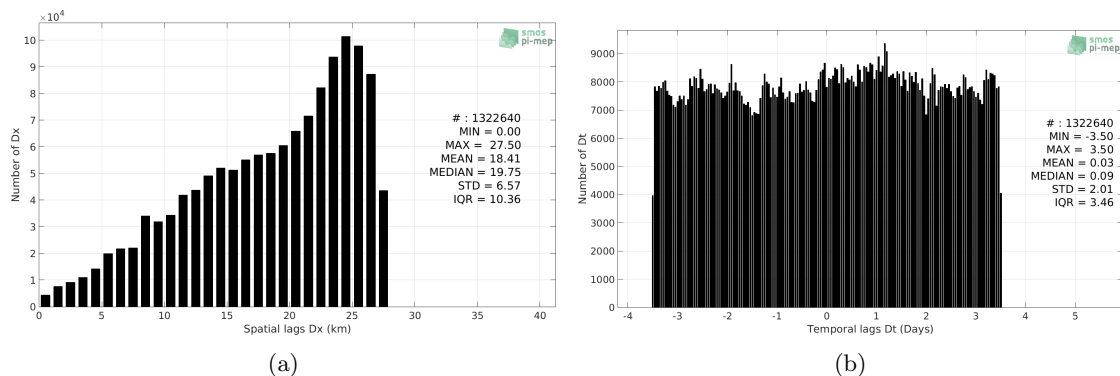 ×10⁴
10
9
8
7
6
5
4
3
2
1
0
Number of Dx
0 5 10 15 20 25 30 35 40
Spatial lags Dx (km)
smos
pi-mep
# : 1322640
MIN = 0.00
MAX = 27.50
MEAN = 18.41
MEDIAN = 19.75
STD = 6.57
IQR = 10.36
(a)
9000
8000
7000
6000
5000
4000
3000
2000
1000
0
Number of Dt
-4 -3 -2 -1 0 1 2 3 4 5
Temporal lags Dt (Days)
smos
pi-mep
# : 1322640
MIN = -3.50
MAX = 3.50
MEAN = 0.03
MEDIAN = 0.09
STD = 2.01
IQR = 3.46
(b)